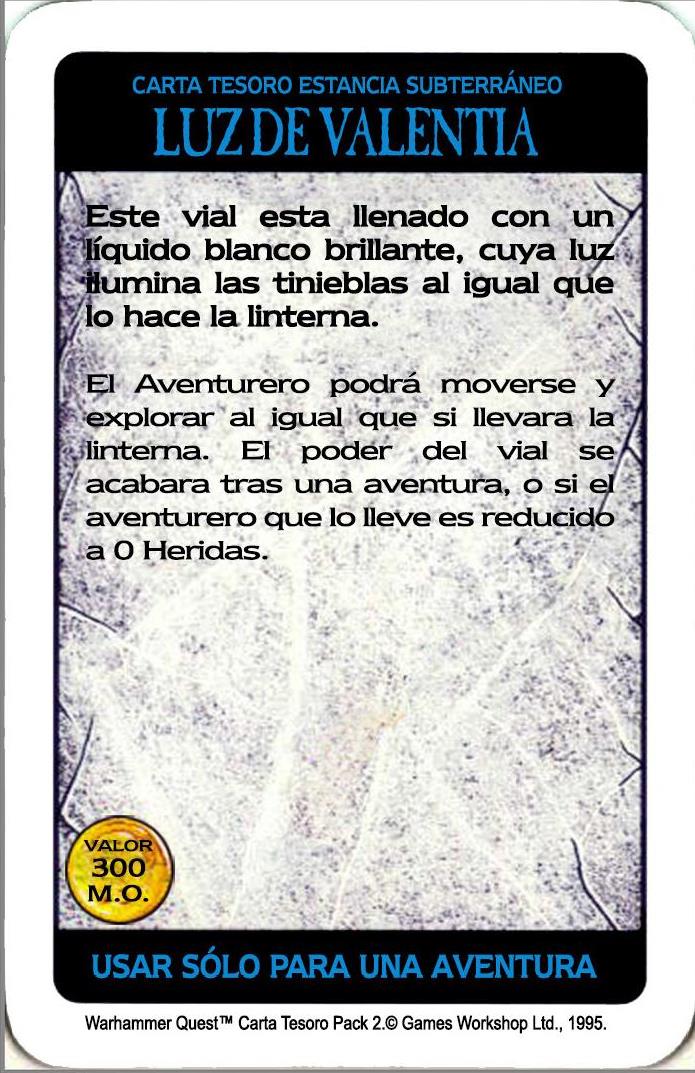 CARTA TESORO ESTANCIA SUBTERRÁNEO
LUZ DE VALENTIA
Este vial esta llenado con un
líquido blanco brillante, cuya luz
ilumina las tinieblas al igual que
lo hace la linterna.
El Aventurero podrá moverse y
explorar al igual que si llevara la
linterna. El poder del vial se
acabara tras una aventura, o si el
aventurero que lo lleve es reducido
a 0 Heridas.
VALOR
300
M.O.
USAR SÓLO PARA UNA AVENTURA
Warhammer Quest™ Carta Tesoro Pack 2.© Games Workshop Ltd., 1995.